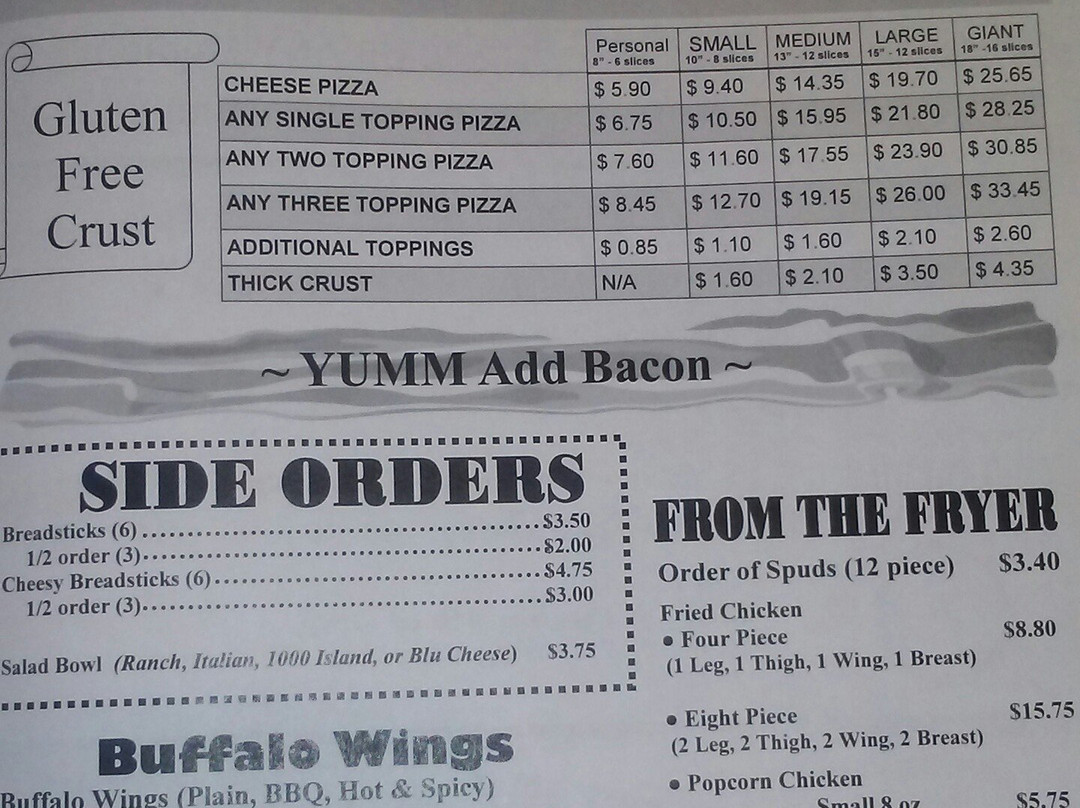 Gluten
Free
Crust
Personal SMALL MEDIUM LARGE GIANT
8" - 6 slices 10" - 8 slices 13" - 12 slices 15" - 12 slices 18" -16 slices
CHEESE PIZZA $ 5.90 $ 9.40 $ 14.35 $ 19.70 $ 25.65
ANY SINGLE TOPPING PIZZA $ 6.75 $ 10.50 $ 15.95 $ 21.80 $ 28.25
ANY TWO TOPPING PIZZA $ 7.60 $ 11.60 $ 17.55 $ 23.90 $ 30.85
ANY THREE TOPPING PIZZA $ 8.45 $ 12.70 $ 19.15 $ 26.00 $ 33.45
ADDITIONAL TOPPINGS $ 0.85 $ 1.10 $ 1.60 $ 2.10 $ 2.60
THICK CRUST N/A $ 1.60 $ 2.10 $ 3.50 $ 4.35
~ YUMM Add Bacon ~
SIDE ORDERS
Breadsticks (6) ........................................ $3.50
1/2 order (3) ........................................ $2.00
Cheesy Breadsticks (6) ................................ $4.75
1/2 order (3) ........................................ $3.00
Salad Bowl (Ranch, Italian, 1000 Island, or Blu Cheese) $3.75
Buffalo Wings
Buffalo Wings (Plain, BBQ, Hot & Spicy)
FROM THE FRYER
Order of Spuds (12 piece) $3.40
Fried Chicken
• Four Piece $8.80
(1 Leg, 1 Thigh, 1 Wing, 1 Breast)
• Eight Piece $15.75
(2 Leg, 2 Thigh, 2 Wing, 2 Breast)
• Popcorn Chicken
Small 8 oz $5.75